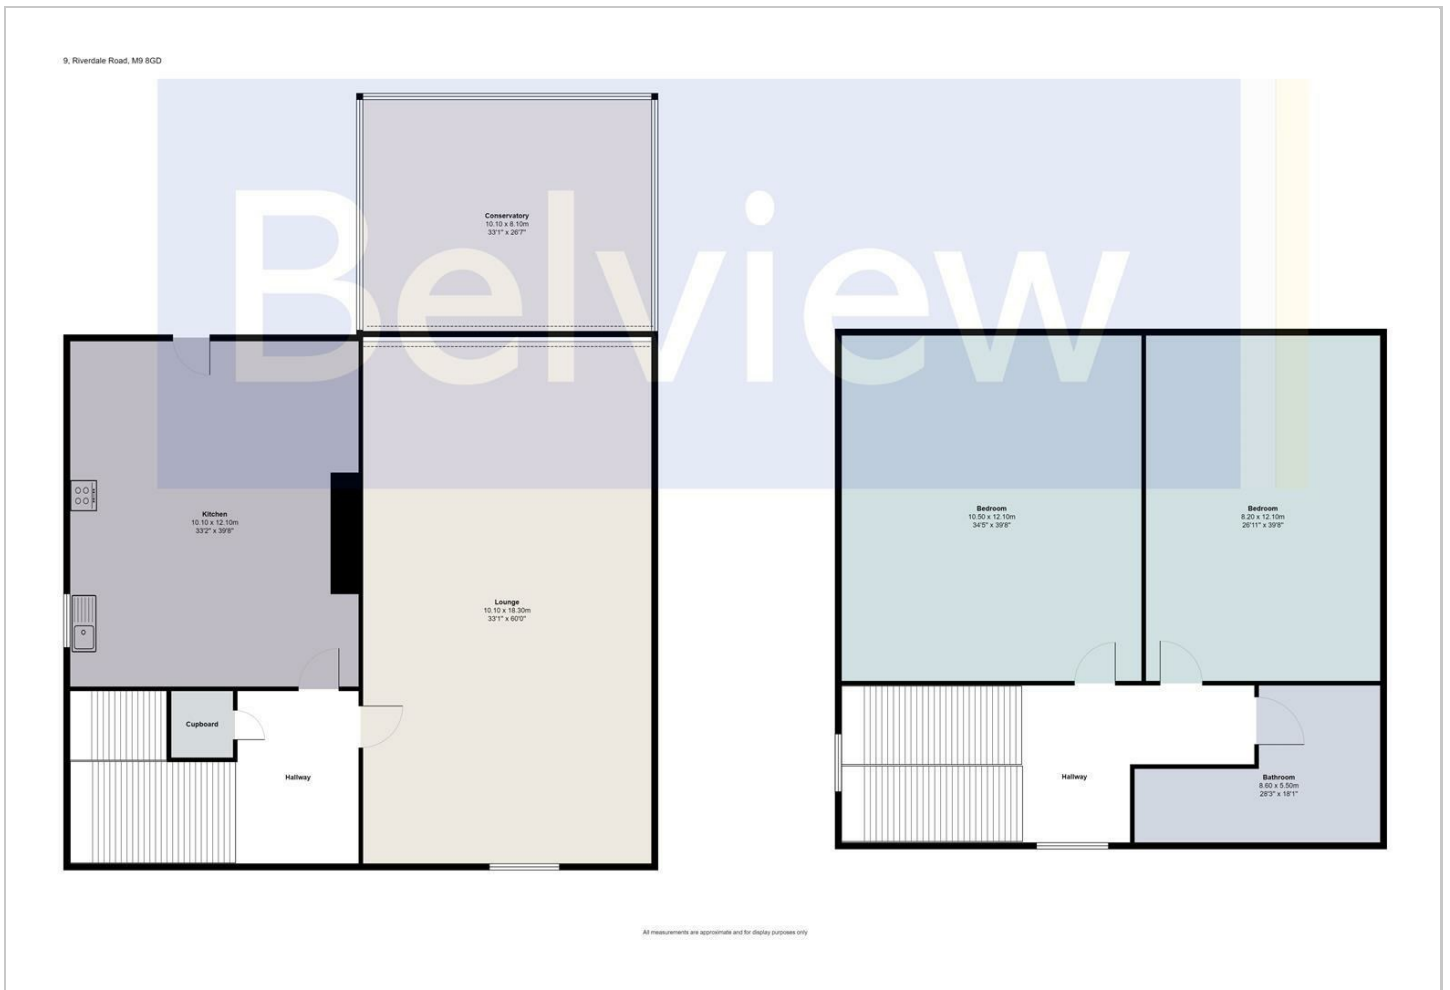 9, Riverdale Road, M9 8GD
Belview
Conservatory
10.10 x 8.10m
33'1" x 26'7"
Kitchen
10.10 x 12.10m
33'2" x 39'8"
Lounge
10.10 x 18.30m
33'1" x 60'0"
Cupboard
Hallway
Bedroom
10.50 x 12.10m
34'5" x 39'8"
Bedroom
8.20 x 12.10m
26'11" x 39'8"
Hallway
Bathroom
8.60 x 5.50m
28'3" x 18'1"
All measurements are approximate and for display purposes only